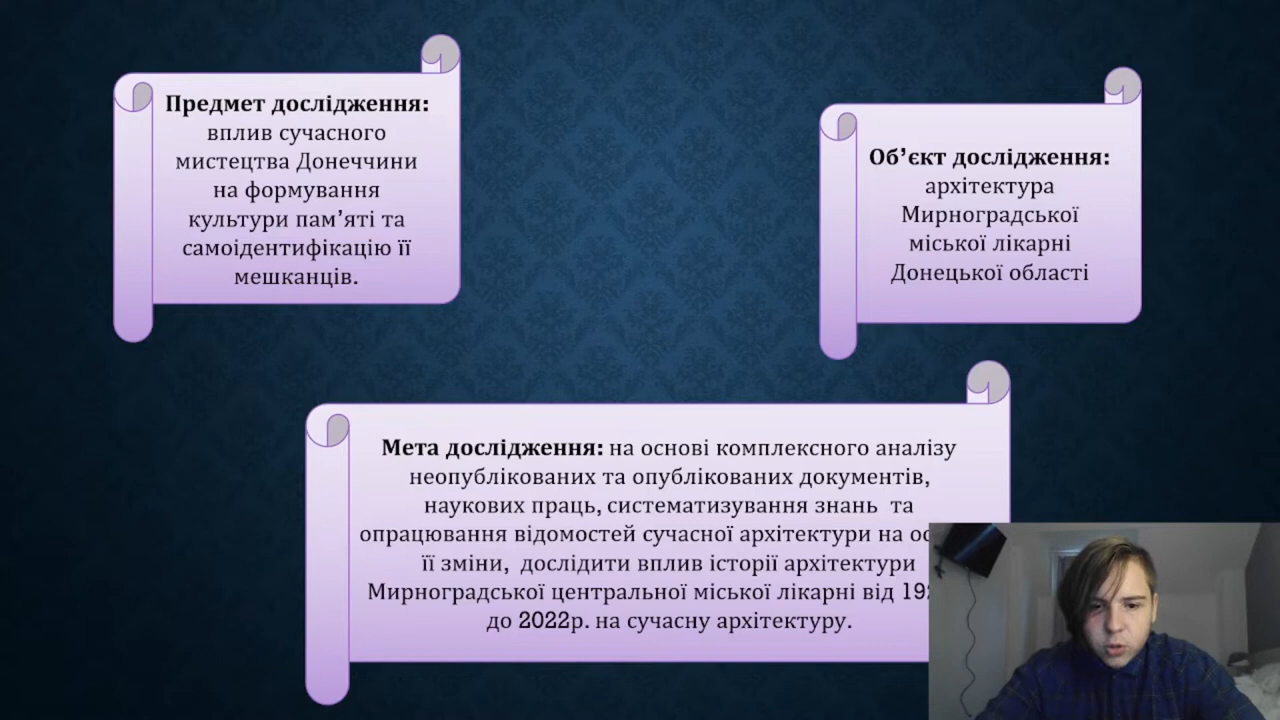 Предмет дослідження:
вплив сучасного
мистецтва Донеччини
на формування
культури пам’яті та
самоідентифікацію її
мешканців.
Об’єкт дослідження:
архітектура
Мирноградської
міської лікарні
Донецької області
Мета дослідження: на основі комплексного аналізу
неопублікованих та опублікованих документів,
наукових праць, систематизування знань та
опрацювання відомостей сучасної архітектури на
її зміни, дослідити вплив історії архітектури
Мирноградської центральної міської лікарні від
до 2022р. на сучасну архітектуру.